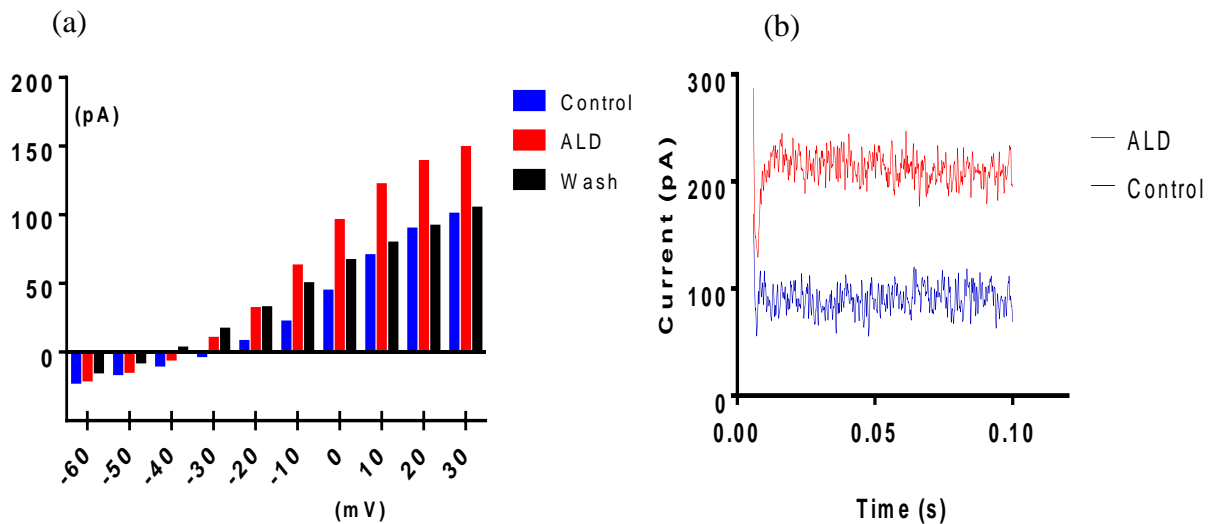 (a)
200
(pA)
150
100
50
0
-60 -50 -40 -30 -20 -10 0 10 20 30
(mV)
Control
ALD
Wash
(b)
300
200
100
0
Current (pA)
0.00 0.05 0.10
Time (s)
ALD
Control